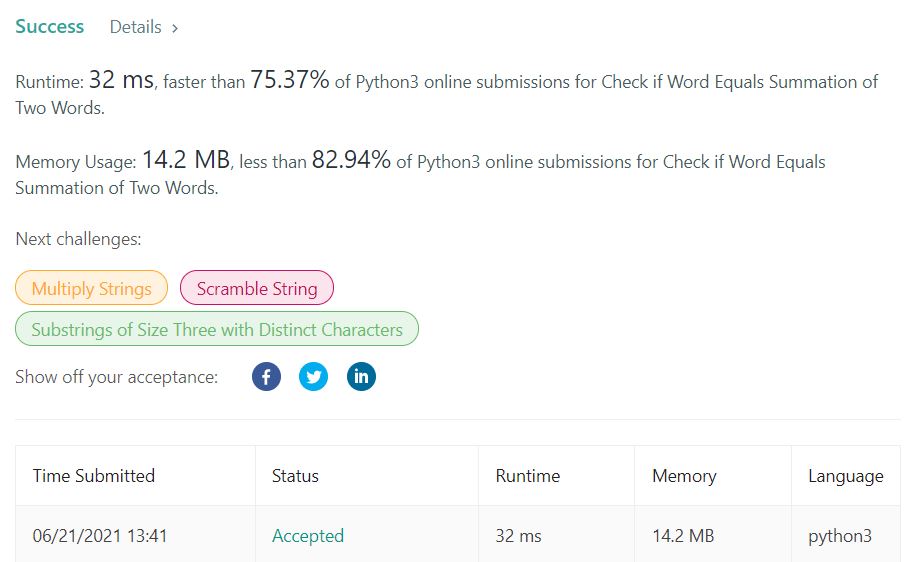 Success Details >
Runtime: 32 ms, faster than 75.37% of Python3 online submissions for Check if Word Equals Summation of
Two Words.
Memory Usage: 14.2 MB, less than 82.94% of Python3 online submissions for Check if Word Equals
Summation of Two Words.
Next challenges:
Multiply Strings Scramble String
Substrings of Size Three with Distinct Characters
Show off your acceptance: f in
Time Submitted Status Runtime Memory Language
06/21/2021 13:41 Accepted 32 ms 14.2 MB python3